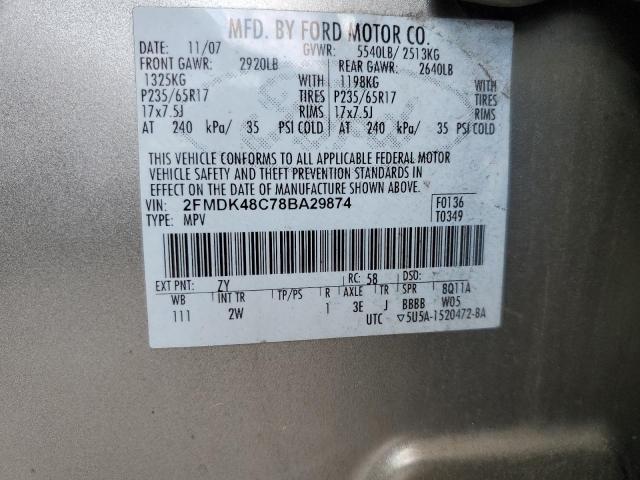 MFD. BY FORD MOTOR CO.
DATE: 11/07 GVWR: 5540LB/ 2513KG
FRONT GAWR: 2920LB REAR GAWR: 2640LB
1325KG WITH 1198KG WITH
P235/65R17 TIRES P235/65R17 TIRES
17x7.5J RIMS 17x7.5J RIMS
AT 240 kPa/ 35 PSI COLD AT 240 kPa/ 35 PSI COLD
THIS VEHICLE CONFORMS TO ALL APPLICABLE FEDERAL MOTOR
VEHICLE SAFETY AND THEFT PREVENTION STANDARDS IN
EFFECT ON THE DATE OF MANUFACTURE SHOWN ABOVE.
VIN: 2FMDK48C78BA29874 F0136
TYPE: MPV T0349
EXT PNT: ZY RC: 58 DSO:
WB INT TR TP/PS R AXLE TR SPR 8Q11A
111 2W 1 3E J BBBB W05
UTC ▽5U5A-1520472-BA